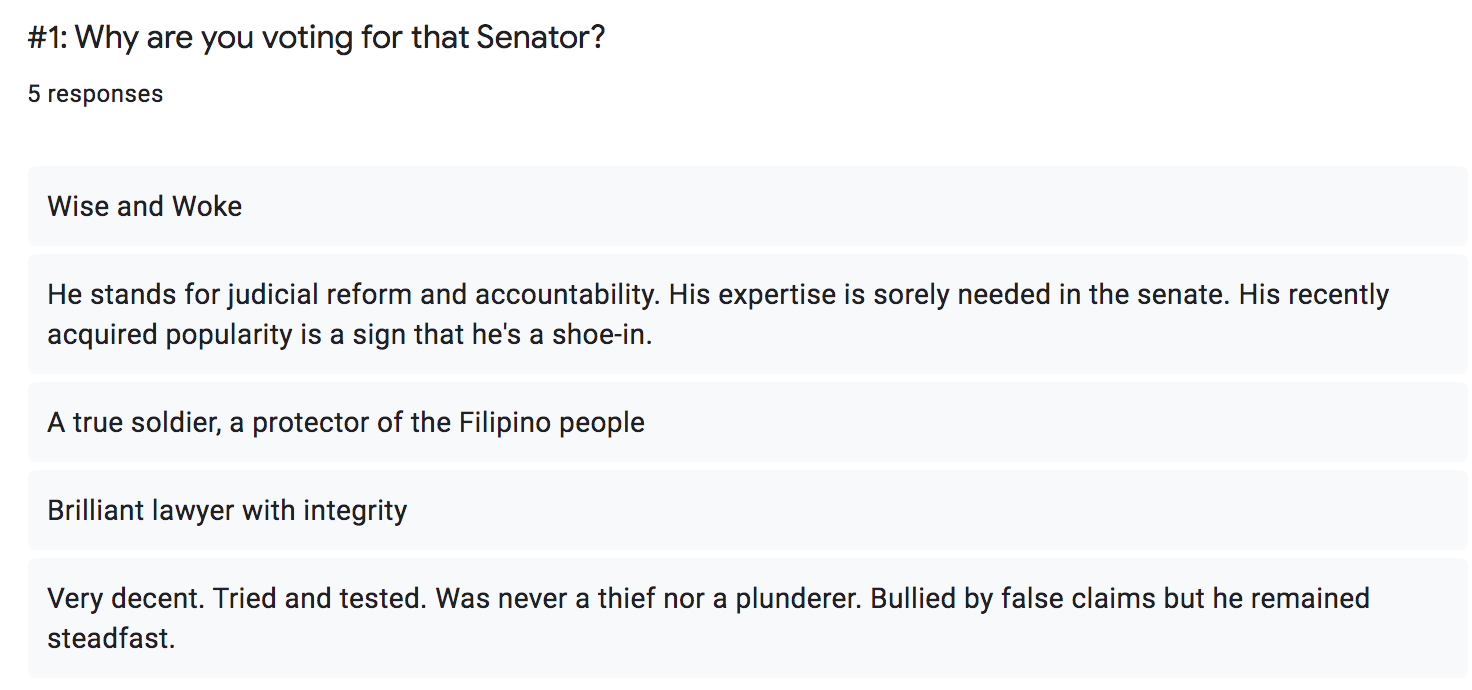 #1: Why are you voting for that Senator?
5 responses
Wise and Woke
He stands for judicial reform and accountability. His expertise is sorely needed in the senate. His recently
acquired popularity is a sign that he's a shoe-in.
A true soldier, a protector of the Filipino people
Brilliant lawyer with integrity
Very decent. Tried and tested. Was never a thief nor a plunderer. Bullied by false claims but he remained
steadfast.